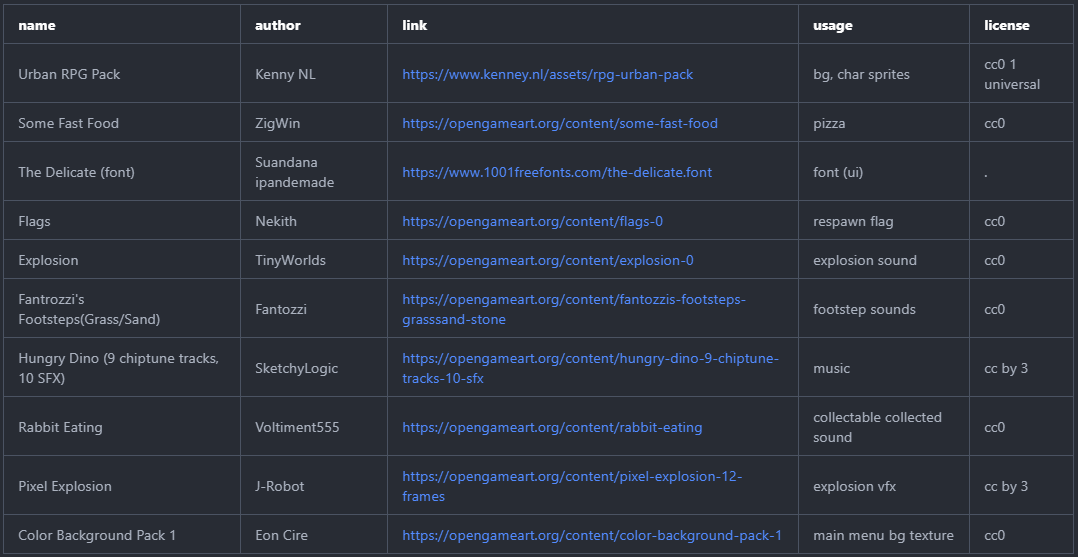 name author link usage license
Urban RPG Pack Kenny NL https://www.kenney.nl/assets/rpg-urban-pack bg, char sprites cc0 1
universal
Some Fast Food ZigWin https://opengameart.org/content/some-fast-food pizza cc0
The Delicate (font) Suandana
ipandemade https://www.1001freefonts.com/the-delicate.font font (ui) .
Flags Nekith https://opengameart.org/content/flags-0 respawn flag cc0
Explosion TinyWorlds https://opengameart.org/content/explosion-0 explosion sound cc0
Fantrozzi's
Footsteps(Grass/Sand) Fantozzi https://opengameart.org/content/fantozzis-footsteps-
grasssand-stone footstep sounds cc0
Hungry Dino (9 chiptune tracks,
10 SFX) SketchyLogic https://opengameart.org/content/hungry-dino-9-chiptune-
tracks-10-sfx music cc by 3
Rabbit Eating Voltiment555 https://opengameart.org/content/rabbit-eating collectable collected
sound cc0
Pixel Explosion J-Robot https://opengameart.org/content/pixel-explosion-12-
frames explosion vfx cc by 3
Color Background Pack 1 Eon Cire https://opengameart.org/content/color-background-pack-1 main menu bg texture cc0